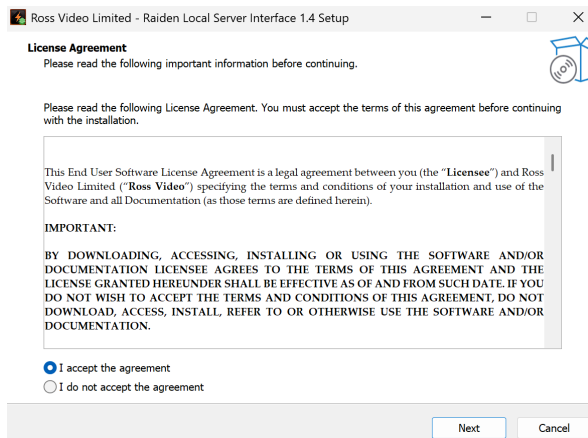 Ross Video Limited - Raiden Local Server Interface 1.4 Setup
License Agreement
Please read the following important information before continuing.
Please read the following License Agreement. You must accept the terms of this agreement before continuing
with the installation.
This End User Software License Agreement is a legal agreement between you (the “Licensee”) and Ross
Video Limited (“Ross Video”) specifying the terms and conditions of your installation and use of the
Software and all Documentation (as those terms are defined herein).
IMPORTANT:
BY DOWNLOADING, ACCESSING, INSTALLING OR USING THE SOFTWARE AND/OR
DOCUMENTATION LICENSEE AGREES TO THE TERMS OF THIS AGREEMENT AND THE
LICENSE GRANTED HEREUNDER SHALL BE EFFECTIVE AS OF AND FROM SUCH DATE. IF YOU
DO NOT WISH TO ACCEPT THE TERMS AND CONDITIONS OF THIS AGREEMENT, DO NOT
DOWNLOAD, ACCESS, INSTALL, REFER TO OR OTHERWISE USE THE SOFTWARE AND/OR
DOCUMENTATION.
I accept the agreement
I do not accept the agreement
Next Cancel